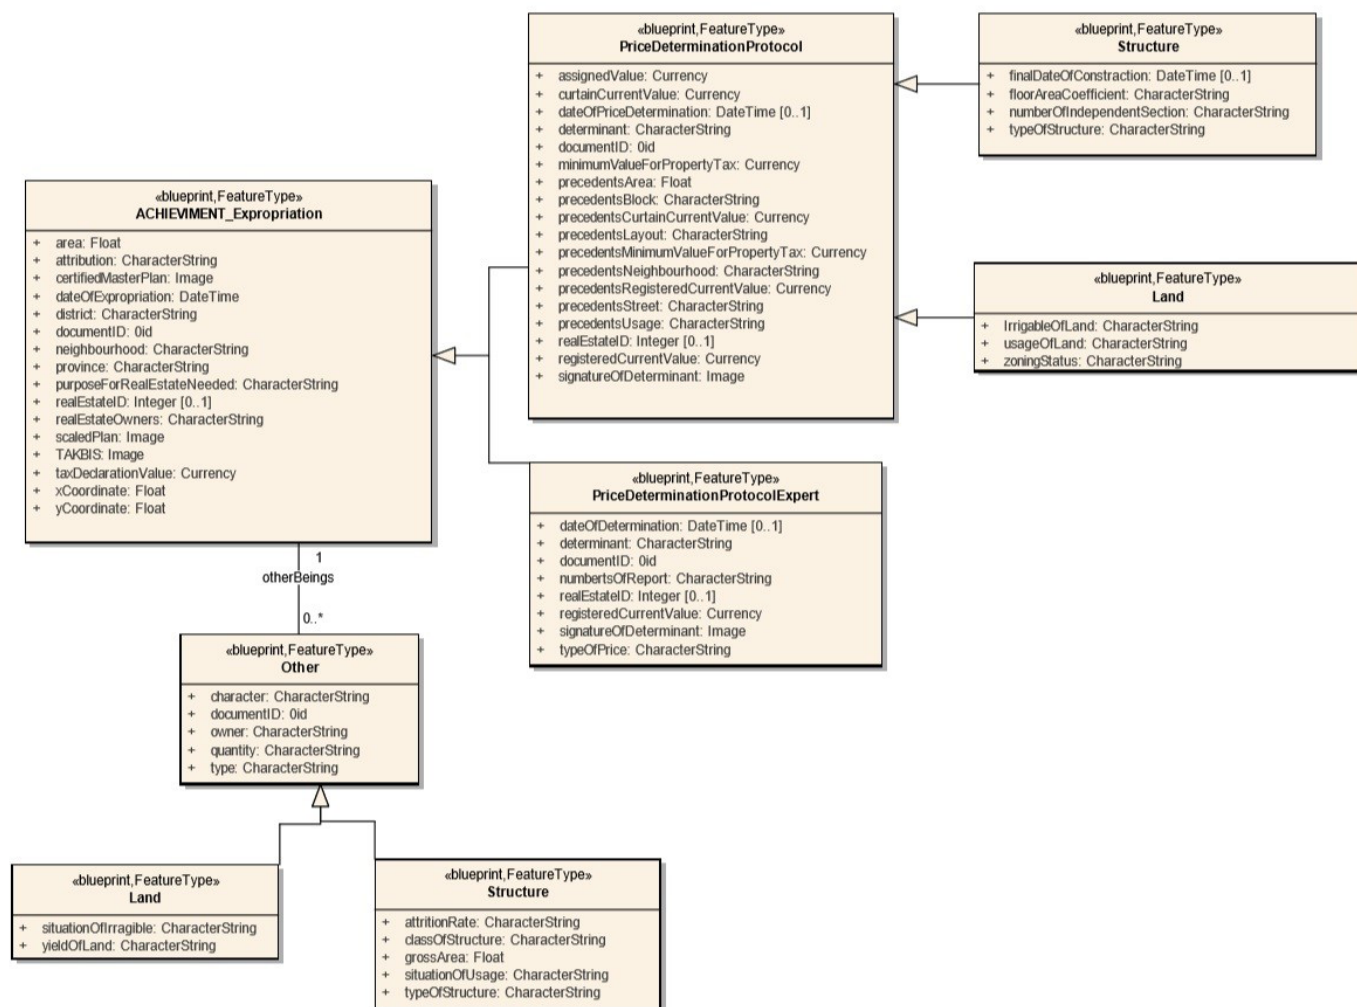 «blueprint,FeatureType»
PriceDeterminationProtocol
+ assignedValue: Currency
+ curtainCurrentValue: Currency
+ dateOfPriceDetermination: DateTime [0..1]
+ determinant: CharacterString
+ documentID: 0id
+ minimumValueForPropertyTax: Currency
+ precedentsArea: Float
+ precedentsBlock: CharacterString
+ precedentsCurtainCurrentValue: Currency
+ precedentsLayout: CharacterString
+ precedentsMinimumValueForPropertyTax: Currency
+ precedentsNeighbourhood: CharacterString
+ precedentsRegisteredCurrentValue: Currency
+ precedentsStreet: CharacterString
+ precedentsUsage: CharacterString
+ realEstateID: Integer [0..1]
+ registeredCurrentValue: Currency
+ signatureOfDeterminant: Image
«blueprint,FeatureType»
Structure
+ finalDateOfConstraction: DateTime [0..1]
+ floorAreaCoefficient: CharacterString
+ numberOfIndependentSection: CharacterString
+ typeOfStructure: CharacterString
«blueprint,FeatureType»
ACHIEVIMENT_Expropriation
+ area: Float
+ attribution: CharacterString
+ certifiedMasterPlan: Image
+ dateOfExpropriation: DateTime
+ district: CharacterString
+ documentID: 0id
+ neighbourhood: CharacterString
+ province: CharacterString
+ purposeForRealEstateNeeded: CharacterString
+ realEstateID: Integer [0..1]
+ realEstateOwners: CharacterString
+ scaledPlan: Image
+ TAKBIS: Image
+ taxDeclarationValue: Currency
+ xCoordinate: Float
+ yCoordinate: Float
«blueprint,FeatureType»
Land
+ IrrigableOfLand: CharacterString
+ usageOfLand: CharacterString
+ zoningStatus: CharacterString
«blueprint,FeatureType»
PriceDeterminationProtocolExpert
+ dateOfDetermination: DateTime [0..1]
+ determinant: CharacterString
+ documentID: 0id
+ numbertsOfReport: CharacterString
+ realEstateID: Integer [0..1]
+ registeredCurrentValue: Currency
+ signatureOfDeterminant: Image
+ typeOfPrice: CharacterString
1
otherBeings
0..*
«blueprint,FeatureType»
Other
+ character: CharacterString
+ documentID: 0id
+ owner: CharacterString
+ quantity: CharacterString
+ type: CharacterString
«blueprint,FeatureType»
Land
+ situationOfIrragible: CharacterString
+ yieldOfLand: CharacterString
«blueprint,FeatureType»
Structure
+ attritionRate: CharacterString
+ classOfStructure: CharacterString
+ grossArea: Float
+ situationOfUsage: CharacterString
+ typeOfStructure: CharacterString